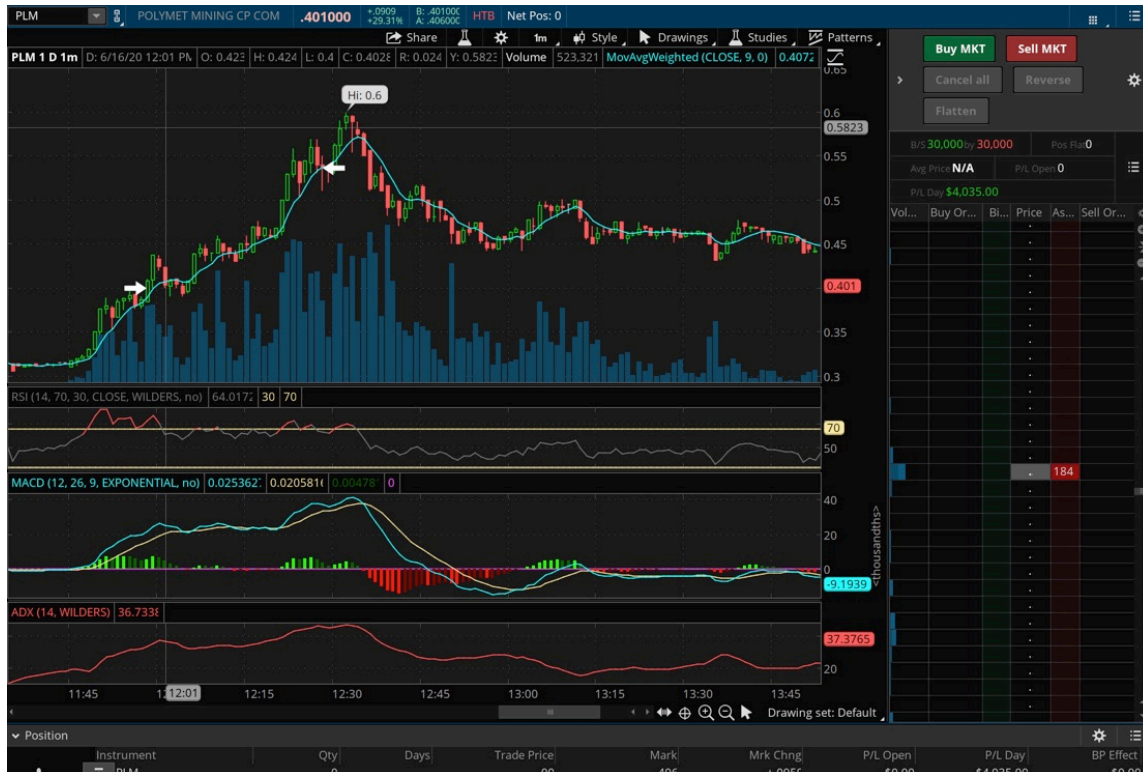 PLM POLYMET MINING CP COM .401000 +.0909 +29.31% B: .40100 A: .40600 HTB Net Pos: 0
Share 1m Style Drawings Studies Patterns
PLM 1 D 1m D: 6/16/20 12:01 PM O: 0.423 H: 0.424 L: 0.4 C: 0.4028 R: 0.024 Y: 0.5823 Volume 523,321 MovAvgWeighted (CLOSE, 9, 0) 0.4072
Hi: 0.6
0.65
0.6
0.5823
0.55
0.5
0.45
0.401
0.35
0.3
RSI (14, 70, 30, CLOSE, WILDERS, no) 64.0172 30 70
70
50
MACD (12, 26, 9, EXPONENTIAL, no) 0.025362 0.020581 0.00478 0
40
20
0
-9.1939
<thousandths>
ADX (14, WILDERS) 36.7338
37.3765
20
11:45 12:01 12:15 12:30 12:45 13:00 13:15 13:30 13:45
Drawing set: Default
Buy MKT Sell MKT
Cancel all Reverse
Flatten
B/S 30,000 by 30,000 Pos Flat 0
Avg Price N/A P/L Open 0
P/L Day $4,035.00
Vol... Buy Or... Bi... Price As... Sell Or...
184
Position
Instrument Qty Days Trade Price Mark Mrk Chng P/L Open P/L Day BP Effect